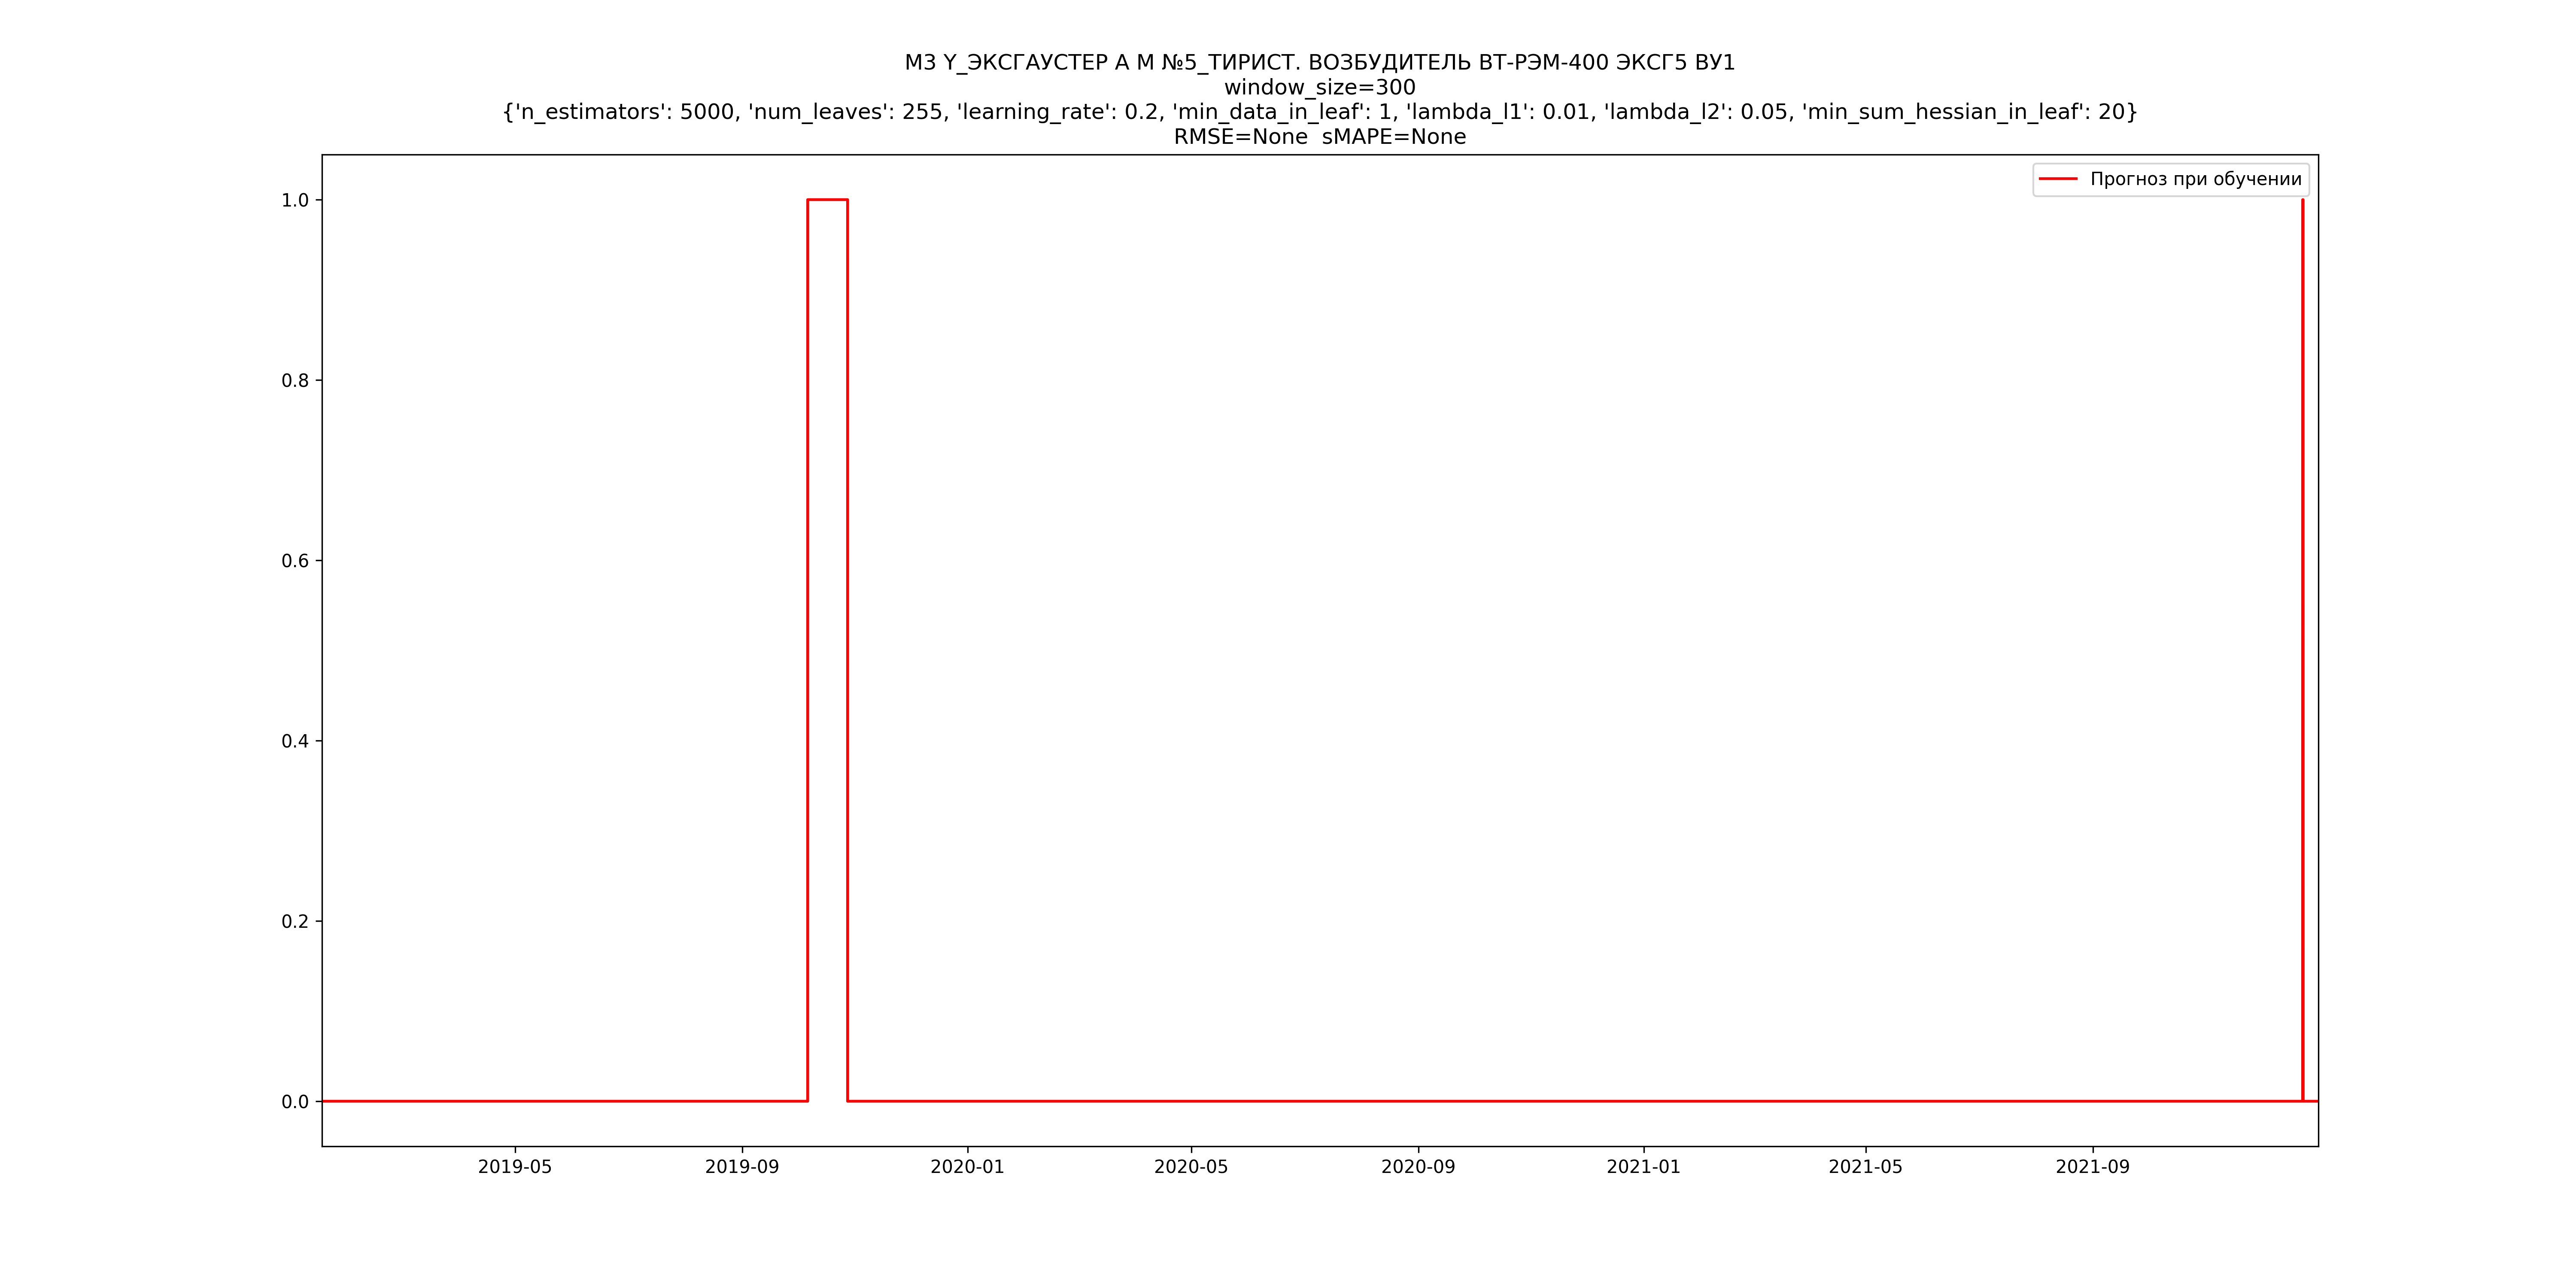 М3 Y_ЭКСГАУСТЕР А М №5_ТИРИСТ. ВОЗБУДИТЕЛЬ ВТ-РЭМ-400 ЭКСГ5 ВУ1
window_size=300
{'n_estimators': 5000, 'num_leaves': 255, 'learning_rate': 0.2, 'min_data_in_leaf': 1, 'lambda_l1': 0.01, 'lambda_l2': 0.05, 'min_sum_hessian_in_leaf': 20}
RMSE=None  sMAPE=None
Прогноз при обучении
1.0
0.8
0.6
0.4
0.2
0.0
2019-05 2019-09 2020-01 2020-05 2020-09 2021-01 2021-05 2021-09